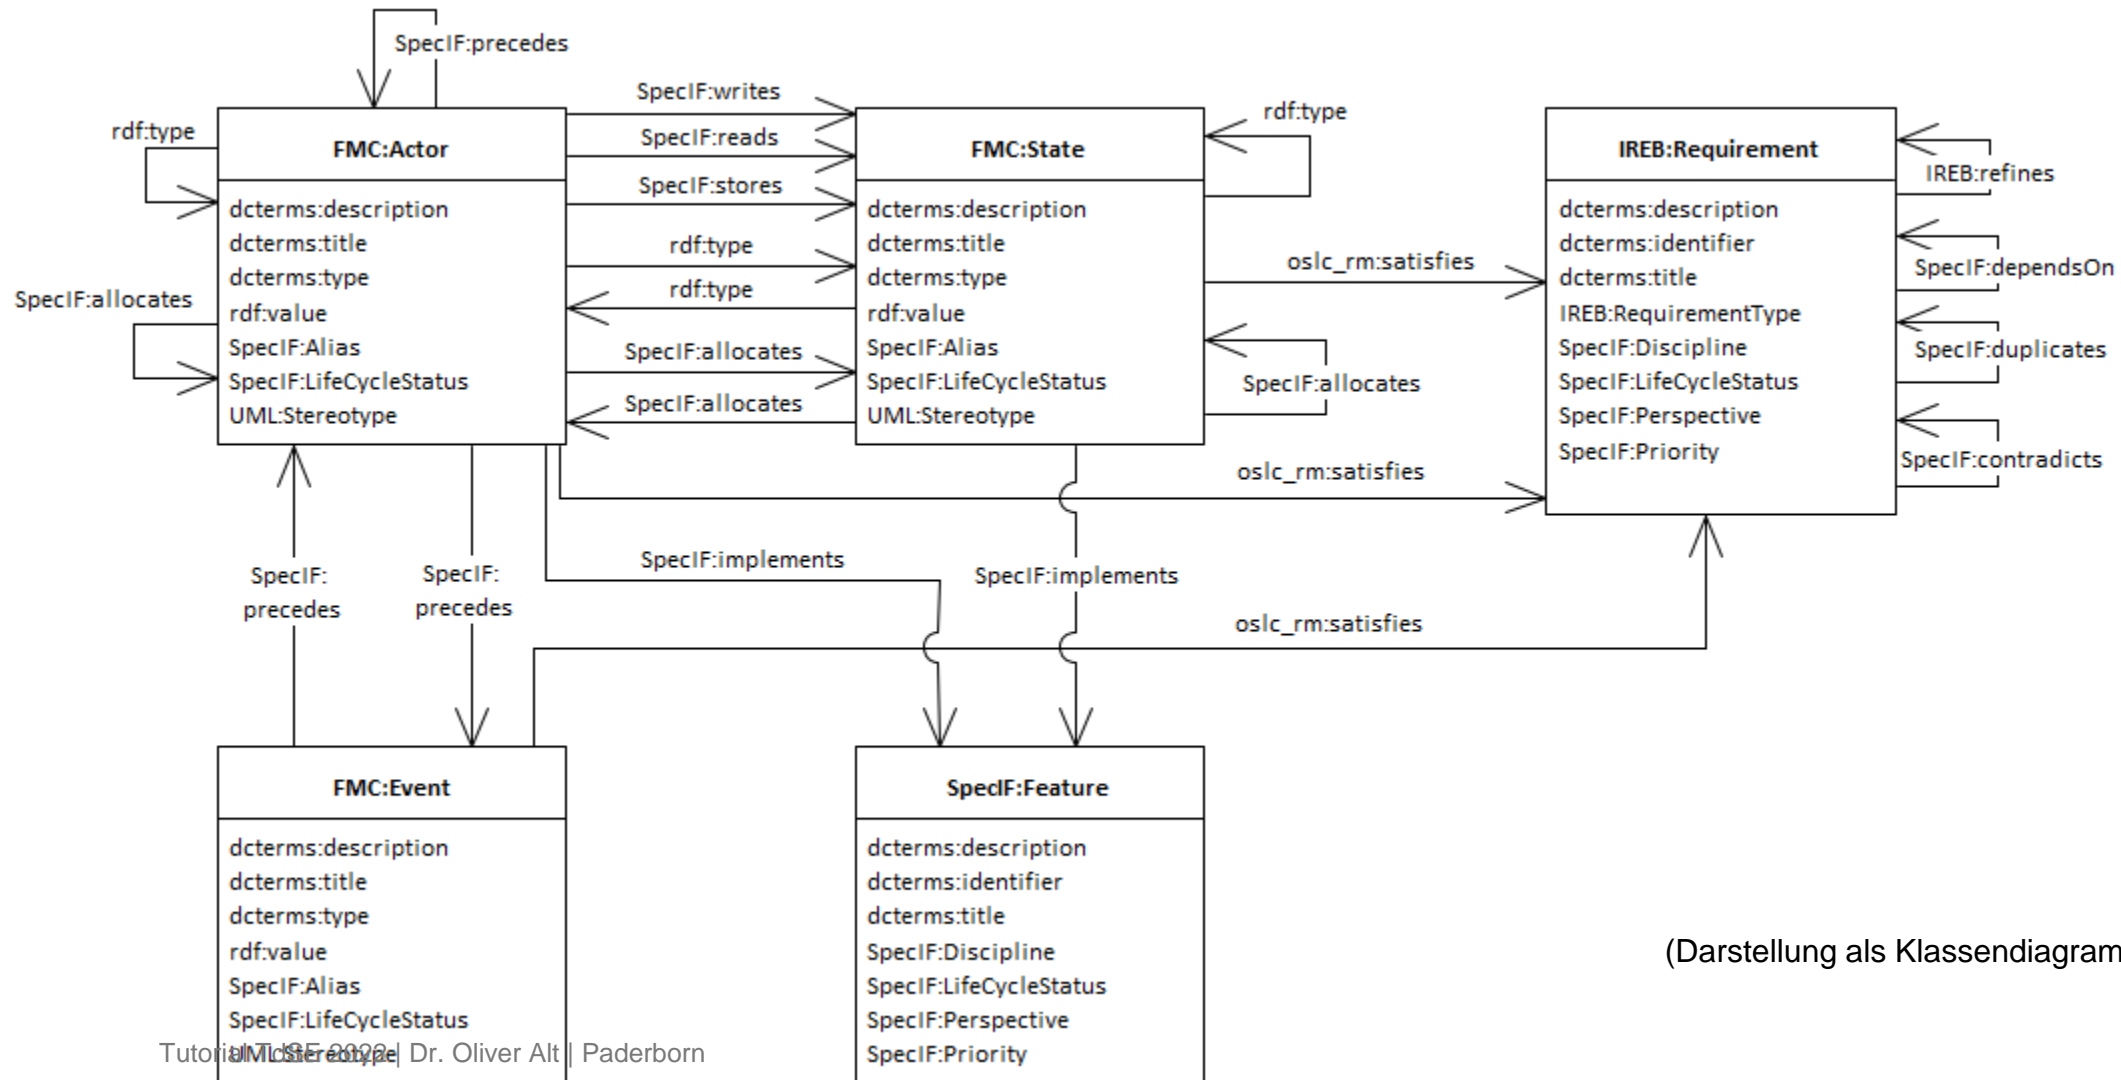 SpecIF:precedes
rdf:type
FMC:Actor
dcterms:description
dcterms:title
dcterms:type
rdf:value
SpecIF:Alias
SpecIF:LifeCycleStatus
UML:Stereotype
SpecIF:allocates
SpecIF:writes
SpecIF:reads
SpecIF:stores
rdf:type
rdf:type
SpecIF:allocates
SpecIF:allocates
FMC:State
dcterms:description
dcterms:title
dcterms:type
rdf:value
SpecIF:Alias
SpecIF:LifeCycleStatus
UML:Stereotype
rdf:type
SpecIF:allocates
oslc_rm:satisfies
oslc_rm:satisfies
IREB:Requirement
dcterms:description
dcterms:identifier
dcterms:title
IREB:RequirementType
SpecIF:Discipline
SpecIF:LifeCycleStatus
SpecIF:Perspective
SpecIF:Priority
IREB:refines
SpecIF:dependsOn
SpecIF:duplicates
SpecIF:contradicts
SpecIF:
precedes
SpecIF:
precedes
SpecIF:implements
SpecIF:implements
oslc_rm:satisfies
FMC:Event
dcterms:description
dcterms:title
dcterms:type
rdf:value
SpecIF:Alias
SpecIF:LifeCycleStatus
UML:Stereotype
SpecIF:Feature
dcterms:description
dcterms:identifier
dcterms:title
SpecIF:Discipline
SpecIF:LifeCycleStatus
SpecIF:Perspective
SpecIF:Priority
(Darstellung als Klassendiagram
Tutorial TdSE 2022 | Dr. Oliver Alt | Paderborn